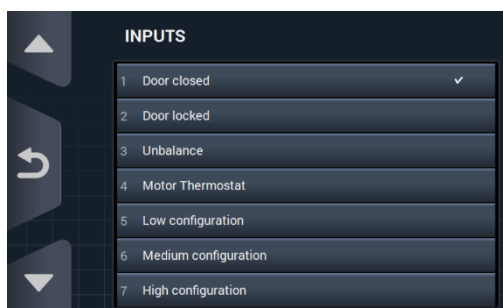 INPUTS
1 Door closed
2 Door locked
3 Unbalance
4 Motor Thermostat
5 Low configuration
6 Medium configuration
7 High configuration